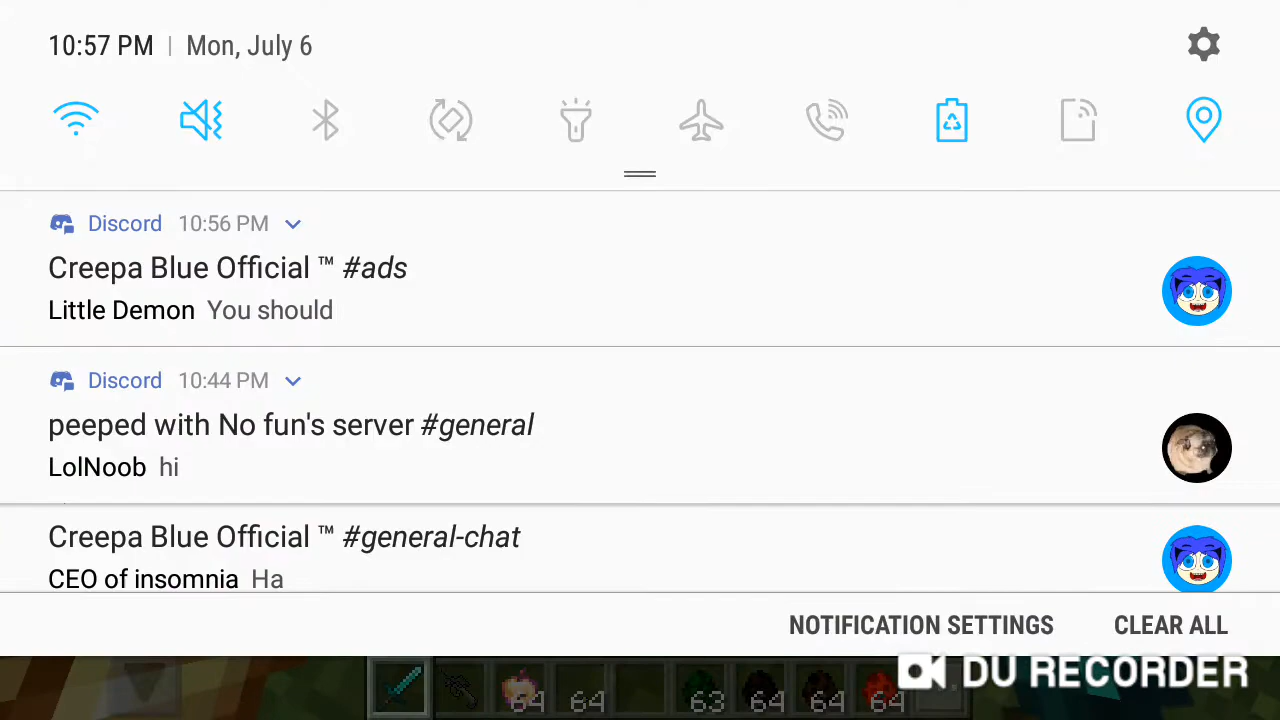 10:57 PM | Mon, July 6
Discord 10:56 PM
Creepa Blue Official ™ #ads
Little Demon You should
Discord 10:44 PM
peeped with No fun's server #general
LolNoob hi
Creepa Blue Official ™ #general-chat
CEO of insomnia Ha
NOTIFICATION SETTINGS CLEAR ALL
DU RECORDER
64 64 63 64 64 64